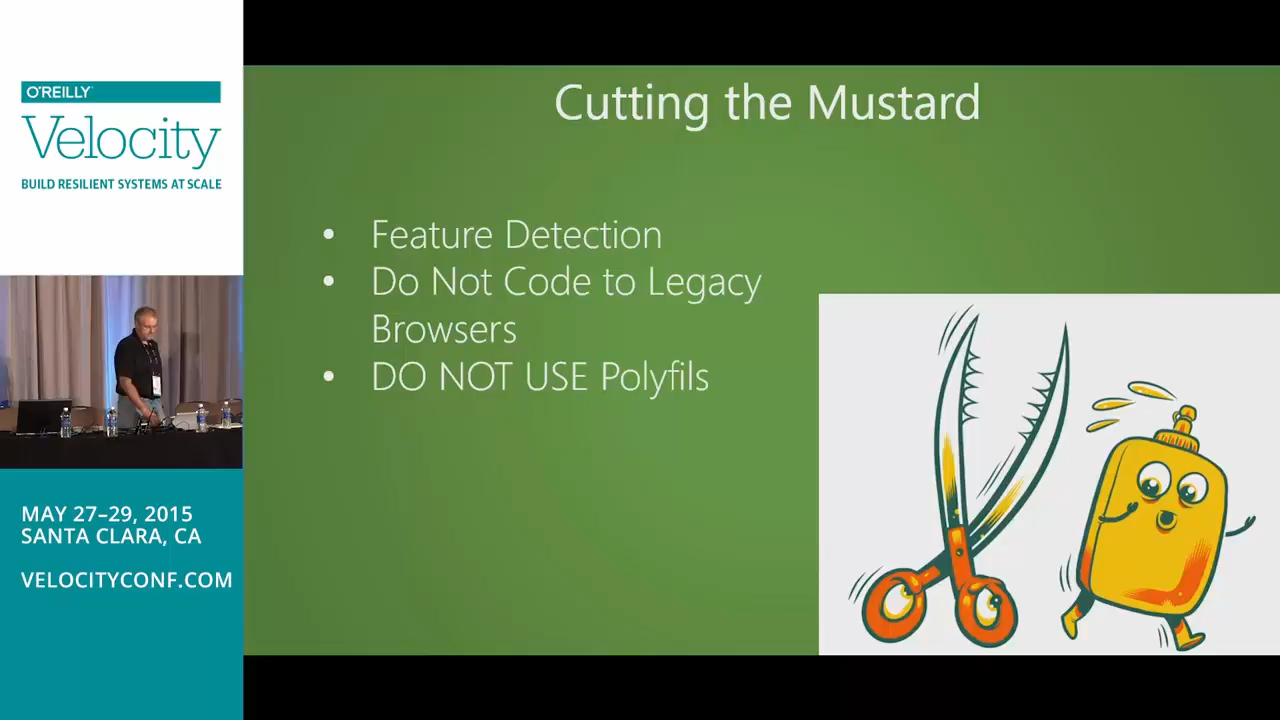 O'REILLY
Velocity
BUILD RESILIENT SYSTEMS AT SCALE
MAY 27–29, 2015
SANTA CLARA, CA
VELOCITYCONF.COM
Cutting the Mustard
• Feature Detection
• Do Not Code to Legacy
Browsers
• DO NOT USE Polyfils